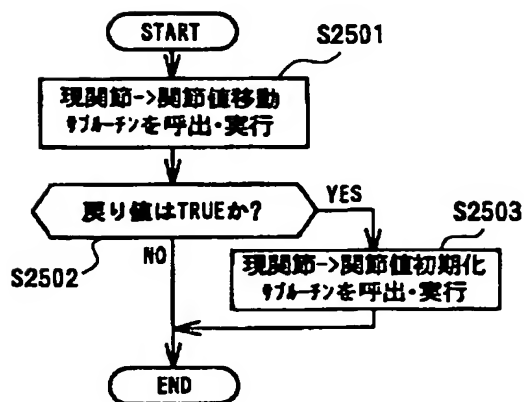 START
S2501
現関節->関節値移動
サブルーチンを呼出・実行
戻り値はTRUEか?
YES
S2502
NO
S2503
現関節->関節値初期化
サブルーチンを呼出・実行
END